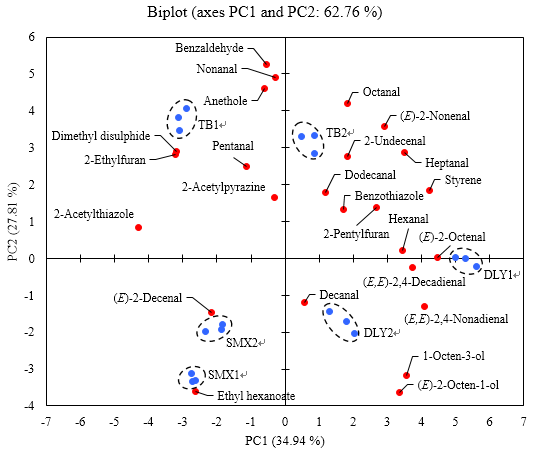 Biplot (axes PC1 and PC2: 62.76 %)
6
5
4
3
2
1
0
-1
-2
-3
-4
PC2 (27.81 %)
Benzaldehyde
Nonanal
Anethole
Octanal
(E)-2-Nonenal
TB1↵
TB2↵
Dimethyl disulphide
2-Ethylfuran
Pentanal
2-Undecenal
Heptanal
Dodecanal
Styrene
2-Acetylpyrazine
Benzothiazole
2-Acetylthiazole
2-Pentylfuran
Hexanal
(E)-2-Octenal
DLY1↵
(E,E)-2,4-Decadienal
(E)-2-Decenal
Decanal
(E,E)-2,4-Nonadienal
SMX2↵
DLY2↵
SMX1↵
1-Octen-3-ol
Ethyl hexanoate
(E)-2-Octen-1-ol
-7 -6 -5 -4 -3 -2 -1 0 1 2 3 4 5 6 7
PC1 (34.94 %)